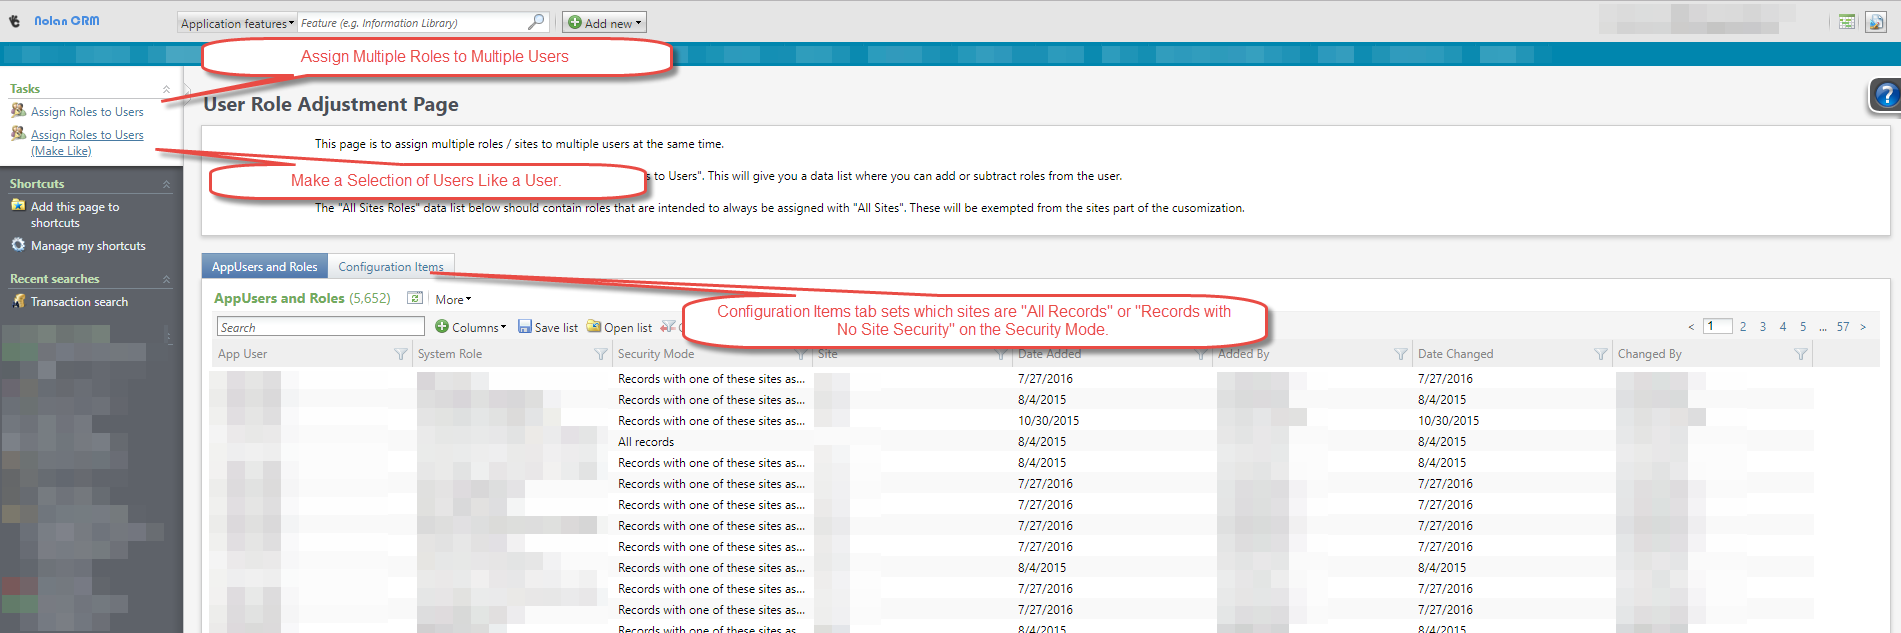 Nolan CRM
Application features
Feature (e.g. Information Library)
Add new
Assign Multiple Roles to Multiple Users
Tasks
Assign Roles to Users
Assign Roles to Users
(Make Like)
Shortcuts
Add this page to
shortcuts
Manage my shortcuts
Recent searches
Transaction search
User Role Adjustment Page
This page is to assign multiple roles / sites to multiple users at the same time.
Make a Selection of Users Like a User.
s to Users". This will give you a data list where you can add or subtract roles from the user.
The "All Sites Roles" data list below should contain roles that are intended to always be assigned with "All Sites". These will be exempted from the sites part of the cusomization.
AppUsers and Roles
Configuration Items
AppUsers and Roles (5,652)
More
Configuration Items tab sets which sites are "All Records" or "Records with
No Site Security" on the Security Mode.
Search
Columns
Save list
Open list
< 1 2 3 4 5 ... 57 >
App User System Role Security Mode Site Date Added Added By Date Changed Changed By
Records with one of these sites as... 7/27/2016 7/27/2016
Records with one of these sites as... 8/4/2015 8/4/2015
Records with one of these sites as... 10/30/2015 10/30/2015
All records 8/4/2015 8/4/2015
Records with one of these sites as... 8/4/2015 8/4/2015
Records with one of these sites as... 7/27/2016 7/27/2016
Records with one of these sites as... 7/27/2016 7/27/2016
Records with one of these sites as... 7/27/2016 7/27/2016
Records with one of these sites as... 7/27/2016 7/27/2016
Records with one of these sites as... 8/4/2015 8/4/2015
Records with one of these sites as... 7/27/2016 7/27/2016
Records with one of these sites as... 7/27/2016 7/27/2016
Records with one of these sites as... 8/4/2015 8/4/2015